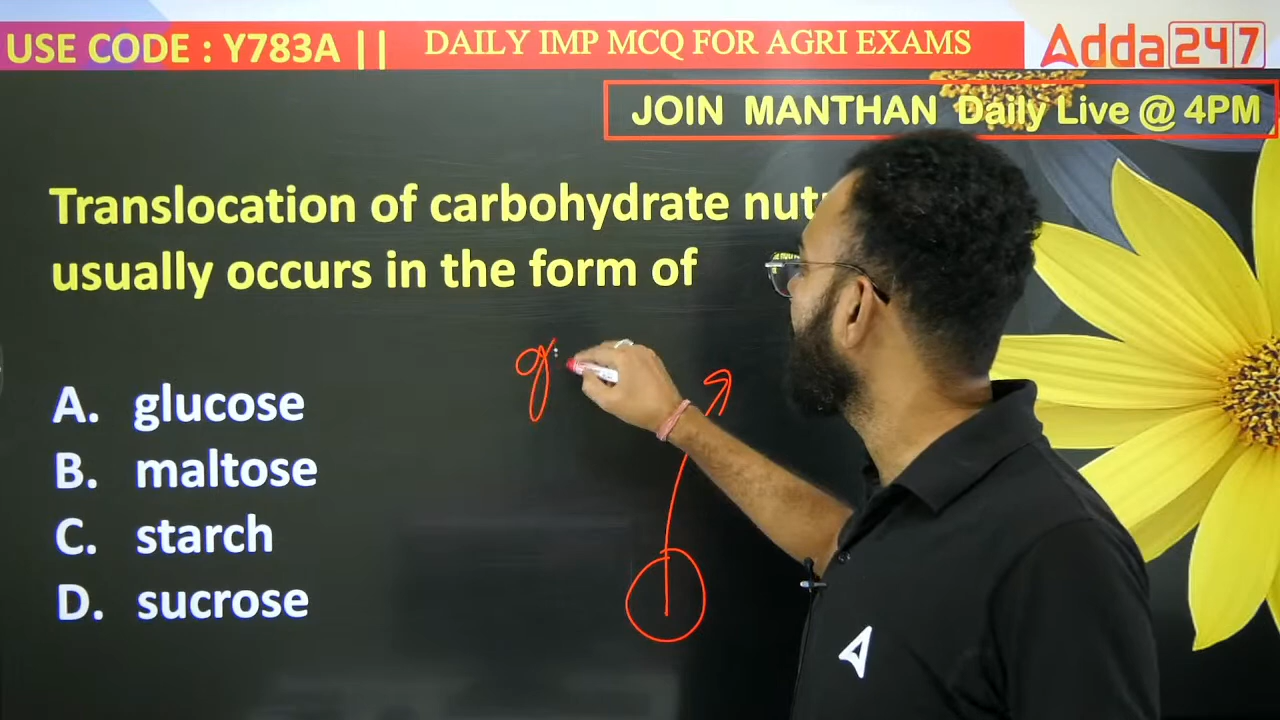 USE CODE : Y783A || DAILY IMP MCQ FOR AGRI EXAMS Adda247
JOIN MANTHAN Daily Live @ 4PM
Translocation of carbohydrate
usually occurs in the form of
A. glucose
B. maltose
C. starch
D. sucrose